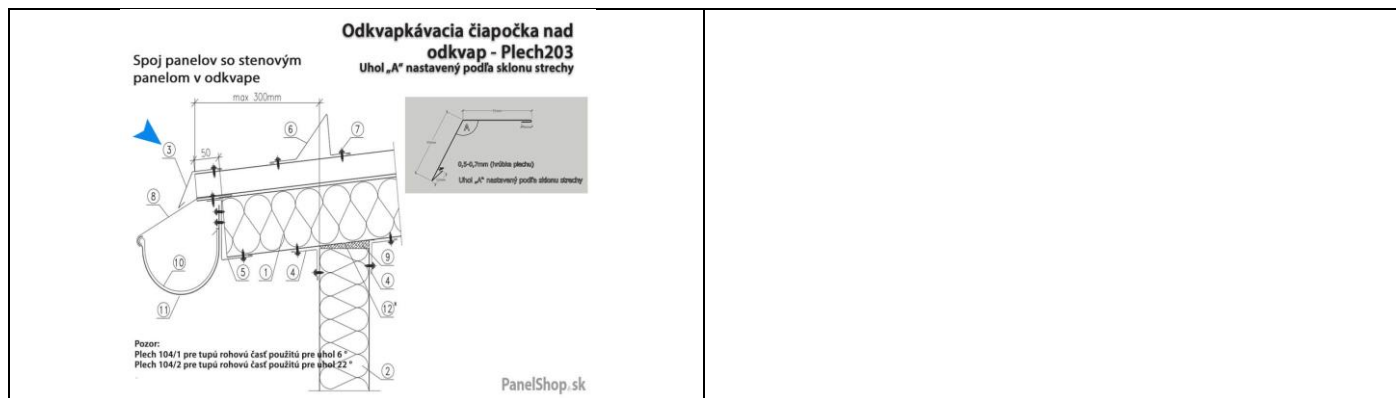 Odkvapkávacia čiapočka nad
odkvap - Plech203
Uhol „A“ nastavený podľa sklonu strechy
Spoj panelov so stenovým
panelom v odkvape
max 300mm
50
3
6
7
8
A
0,5-0,7mm (hrúbka plechu)
Uhol „A“ nastavený podľa sklonu strechy
10
5
1
4
9
4
11
12*
2
Pozor:
Plech 104/1 pre tupú rohovú časť použitú pre uhol 6 °
Plech 104/2 pre tupú rohovú časť použitú pre uhol 22 °
PanelShop.sk